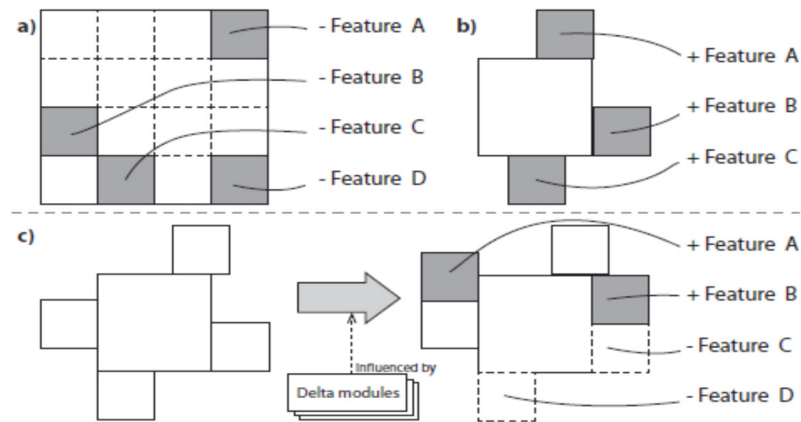 a)
- Feature A
- Feature B
- Feature C
- Feature D
b)
+ Feature A
+ Feature B
+ Feature C
c)
Influenced by
Delta modules
+ Feature A
+ Feature B
- Feature C
- Feature D